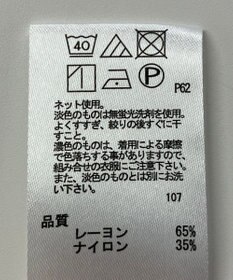 40
P
P62
ネット使用。
淡色のものは無蛍光洗剤を使用。
よくすすぎ、絞りの後すぐに干
すこと。
濃色のものは、着用による摩擦
で色落ちする事がありますので、
組み合せの衣服にご注意下さい。
又、淡色のものとは別にお洗
い下さい。
107
品質
レーヨン 65%
ナイロン 35%